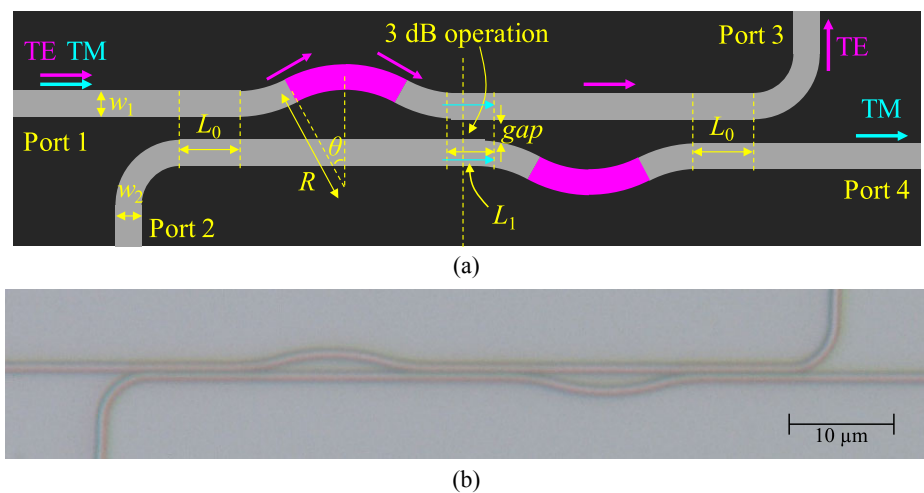 3 dB operation
Port 3
TE TM
TE
w₁
L₀
gap
L₀
TM
Port 1
θ
R
w₂
Port 2
L₁
Port 4
(a)
10 µm
(b)